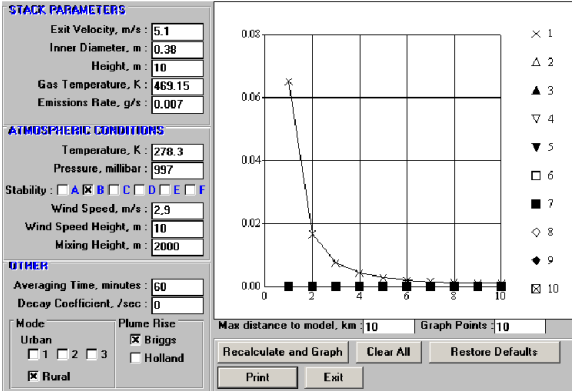 STACK PARAMETERS
Exit Velocity, m/s : 5.1
Inner Diameter, m : 0.38
Height, m : 10
Gas Temperature, K : 469.15
Emissions Rate, g/s : 0.007
ATMOSPHERIC CONDITIONS
Temperature, K : 278.3
Pressure, millibar : 997
Stability : A B C D E F
Wind Speed, m/s : 2,9
Wind Speed Height, m : 10
Mixing Height, m : 2000
OTHER
Averaging Time, minutes : 60
Decay Coefficient, /sec : 0
Mode
Urban
1 2 3
Rural
Plume Rise
Briggs
Holland
0.08
0.06
0.04
0.02
0.00
0 2 4 6 8 10
1
2
3
4
5
6
7
8
9
10
Max distance to model, km : 10 Graph Points : 10
Recalculate and Graph Clear All Restore Defaults
Print Exit